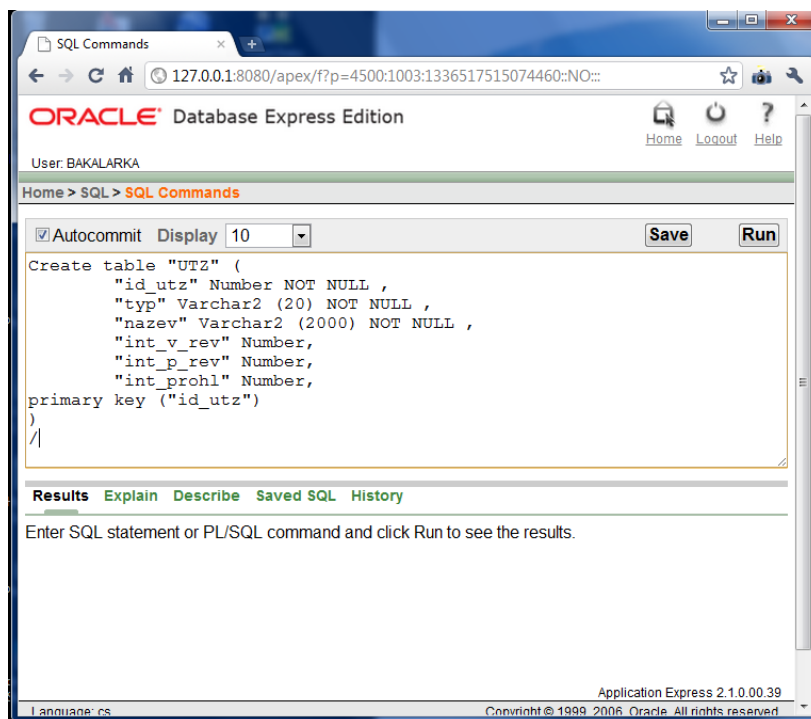 SQL Commands
127.0.0.1:8080/apex/f?p=4500:1003:1336517515074460::NO:::
ORACLE® Database Express Edition
Home Logout Help
User: BAKALARKA
Home > SQL > SQL Commands
Autocommit Display 10 Save Run
Create table "UTZ" (
"id_utz" Number NOT NULL ,
"typ" Varchar2 (20) NOT NULL ,
"nazev" Varchar2 (2000) NOT NULL ,
"int_v_rev" Number,
"int_p_rev" Number,
"int_prohl" Number,
primary key ("id_utz")
)
/
Results Explain Describe Saved SQL History
Enter SQL statement or PL/SQL command and click Run to see the results.
Application Express 2.1.0.00.39
Language: cs Copyright © 1999, 2006, Oracle. All rights reserved.